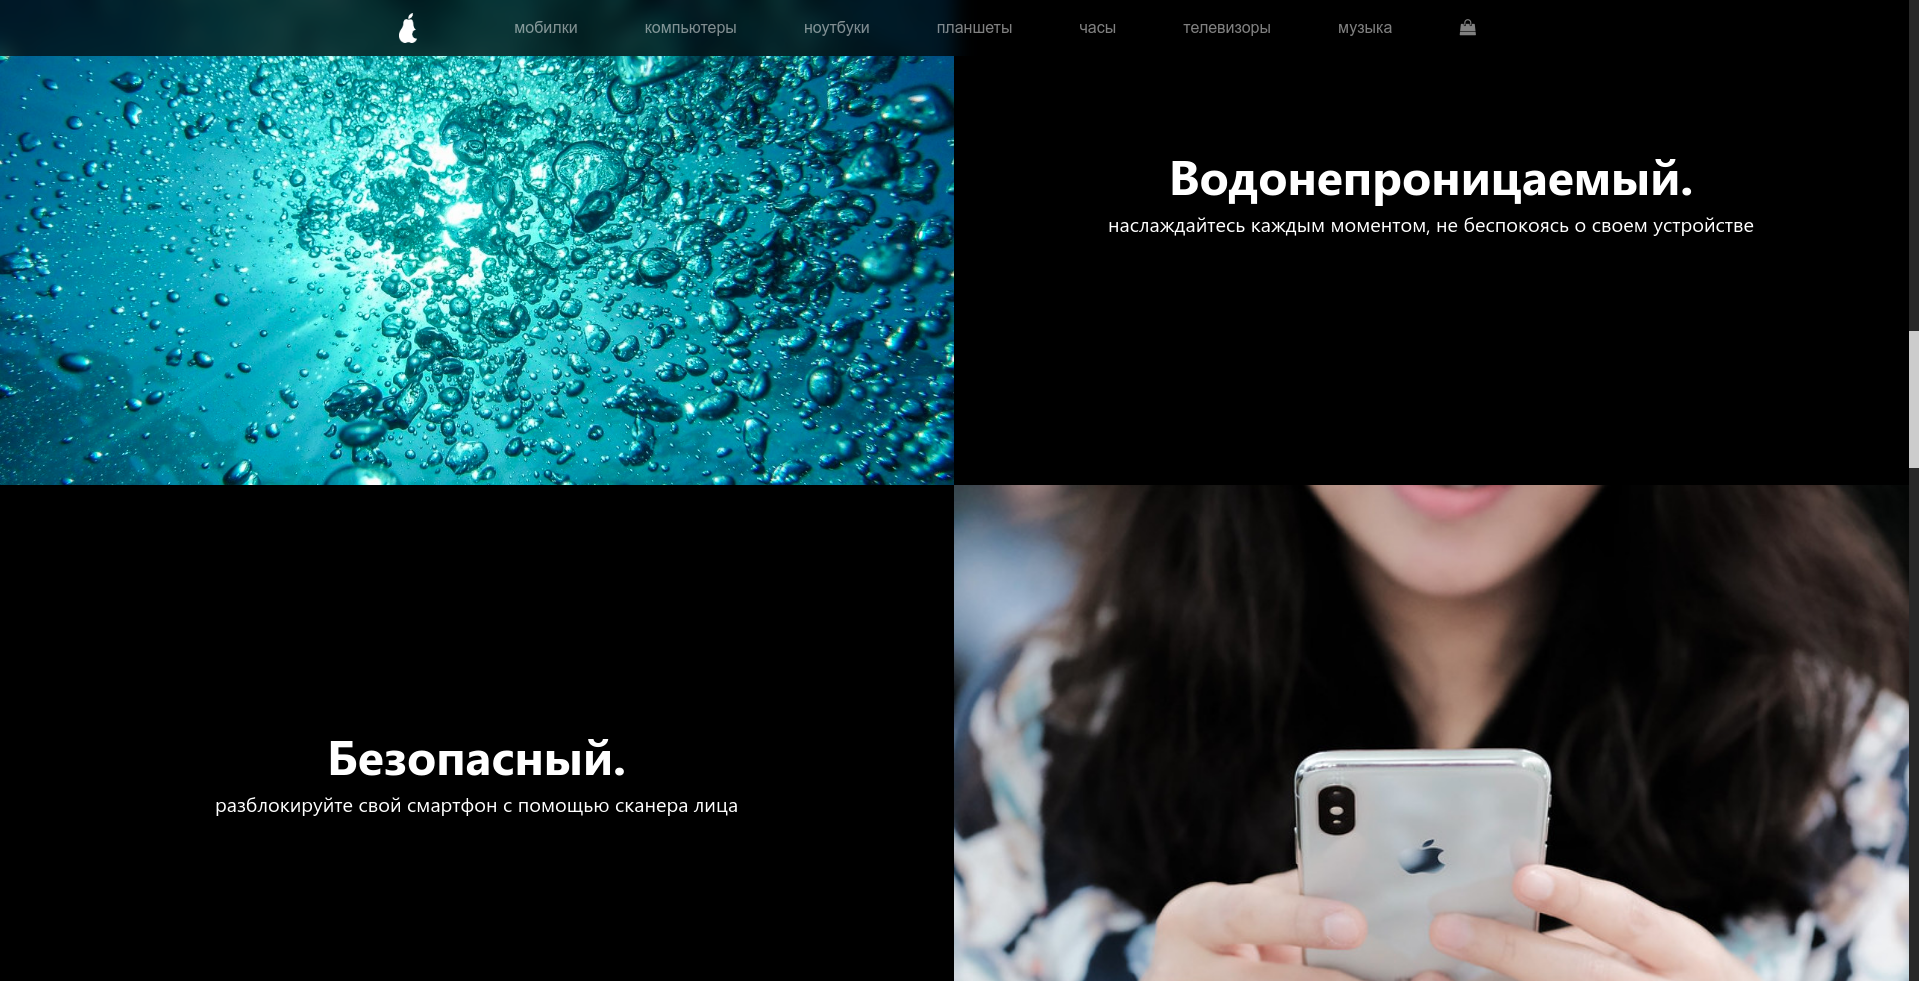 мобилки
компьютеры
ноутбуки
планшеты
часы
телевизоры
музыка
Водонепроницаемый.
наслаждайтесь каждым моментом, не беспокоясь о своем устройстве
Безопасный.
разблокируйте свой смартфон с помощью сканера лица